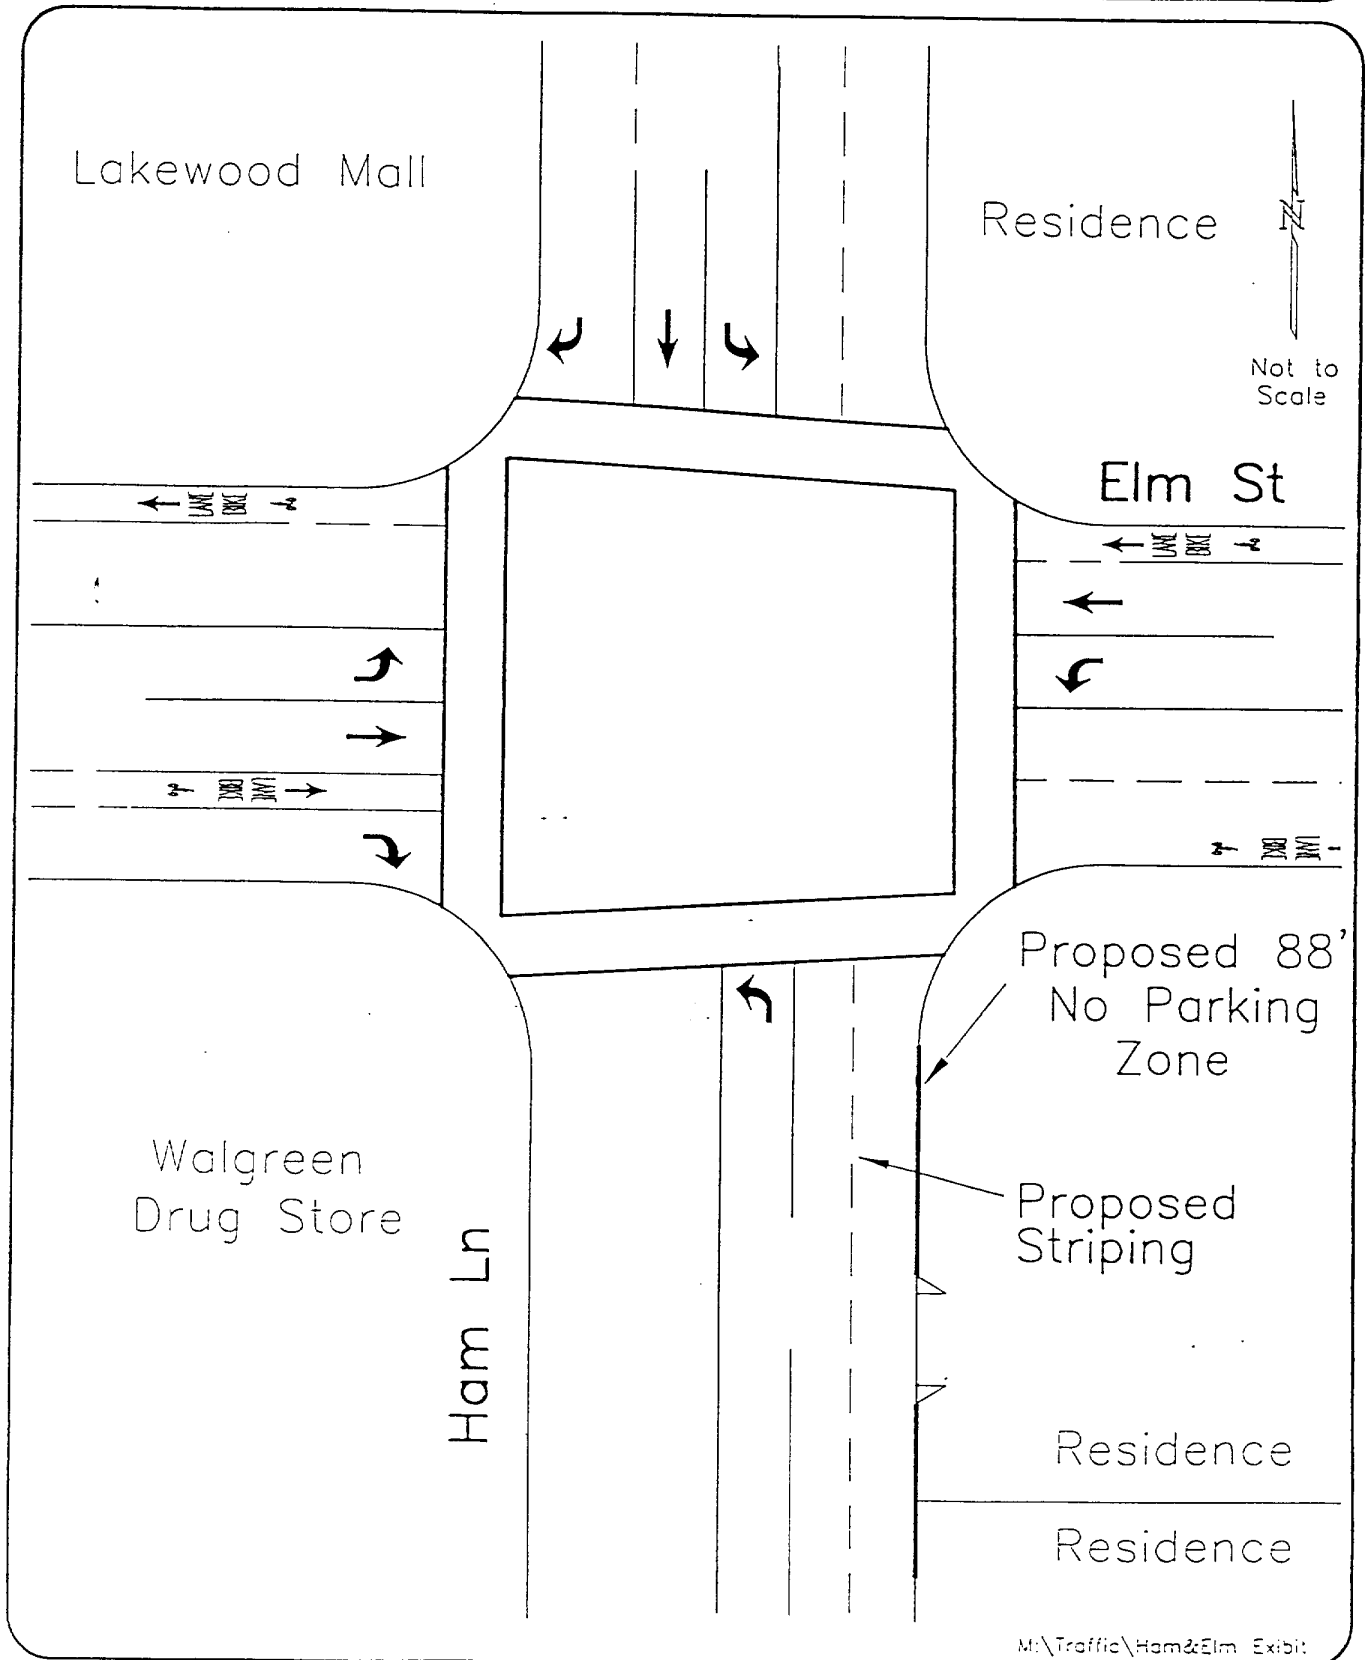 Lakewood Mall
Residence
N
Not to
Scale
Elm St
LANE
BIKE
LANE
BIKE
BIKE
LANE
BIKE
LANE
Proposed 88'
No Parking
Zone
Walgreen
Drug Store
Proposed
Striping
Ham Ln
Residence
Residence
M:\Traffic\Ham&Elm Exibit